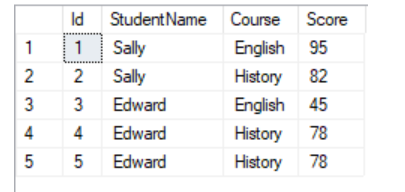 Id StudentName Course Score
1 1 Sally English 95
2 2 Sally History 82
3 3 Edward English 45
4 4 Edward History 78
5 5 Edward History 78